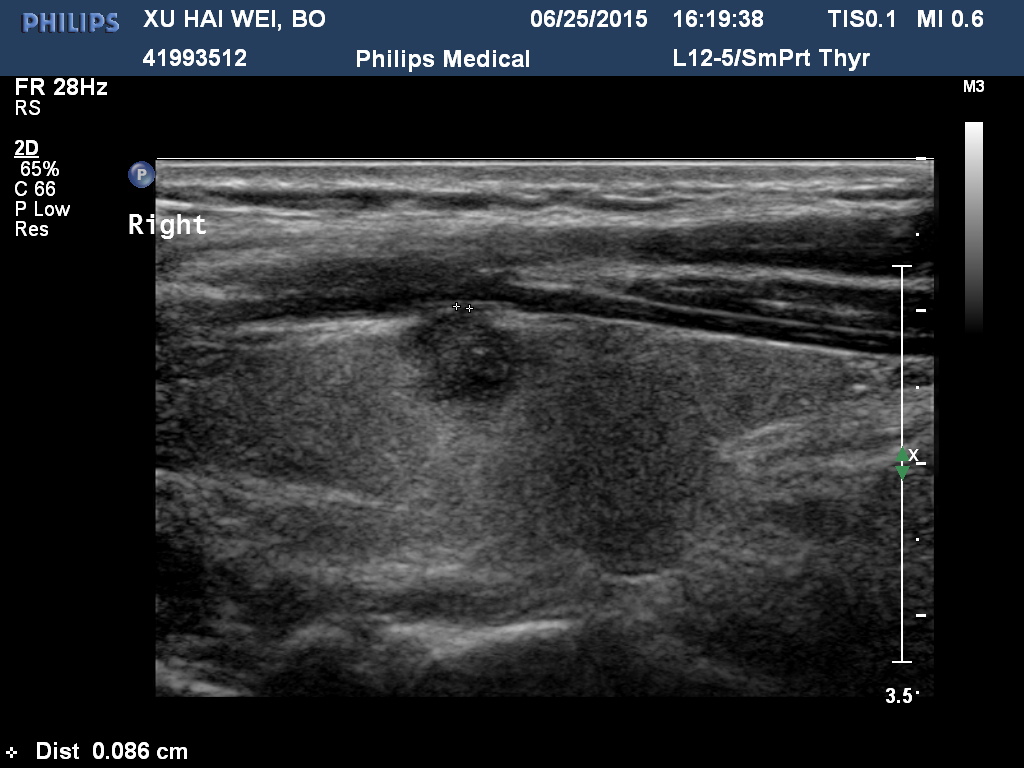 PHILIPS XU HAI WEI, BO 06/25/2015 16:19:38 TIS0.1 MI 0.6
41993512 Philips Medical L12-5/SmPrt Thyr
FR 28Hz
RS
M3
2D
65%
C 66
P Low
Res
P
Right
X
3.5
Dist 0.086 cm